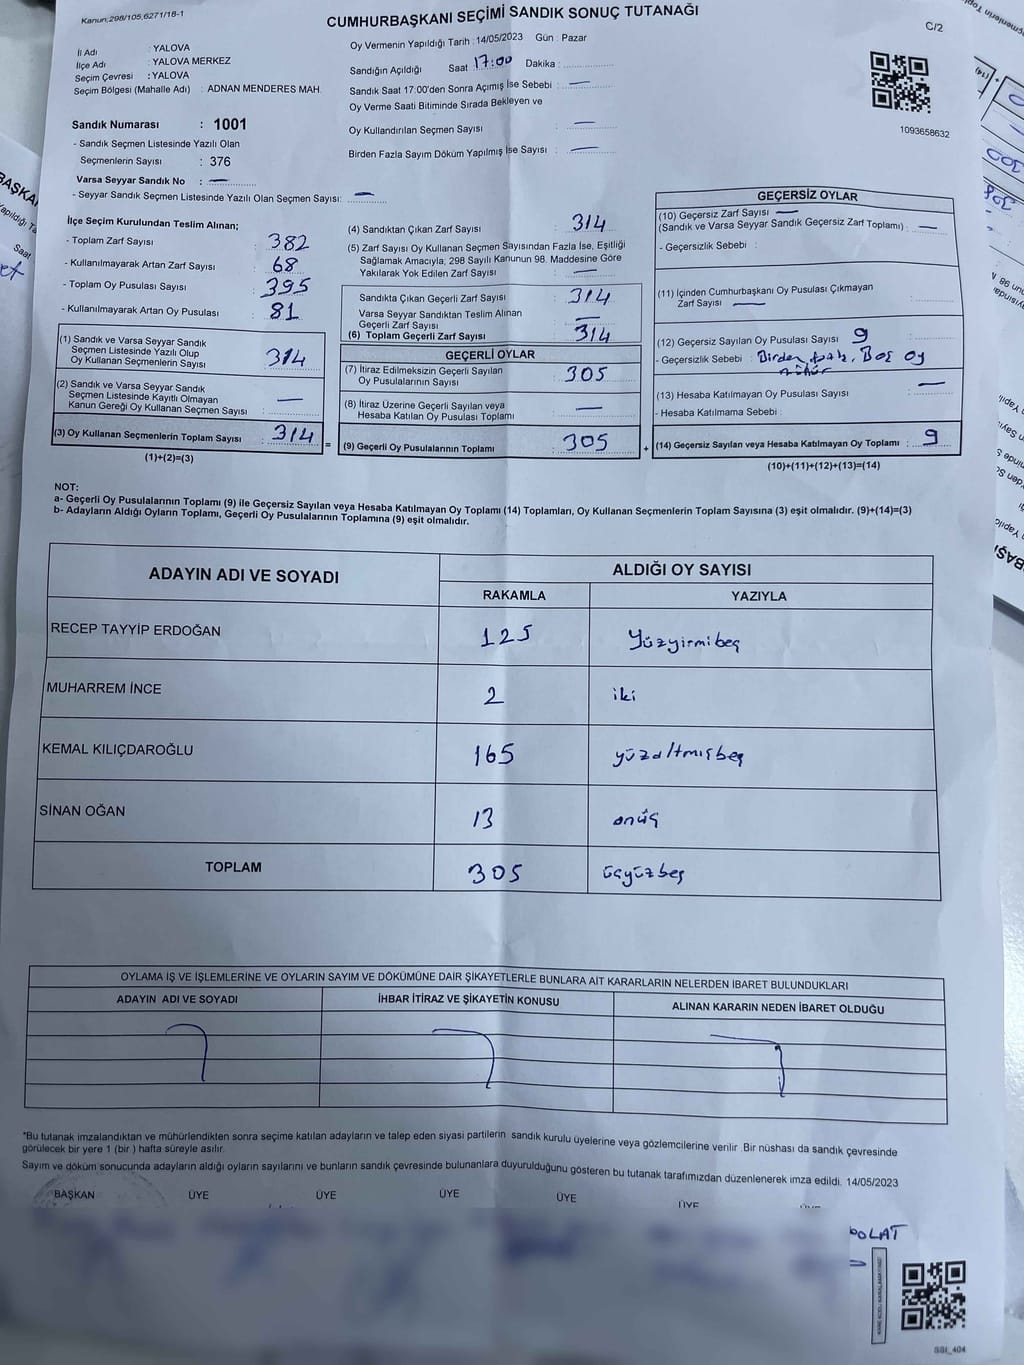 Kanun;298/105,6271/18-1
CUMHURBAŞKANI SEÇİMİ SANDIK SONUÇ TUTANAĞI
C/2
İl Adı : YALOVA
İlçe Adı : YALOVA MERKEZ
Seçim Çevresi : YALOVA
Seçim Bölgesi (Mahalle Adı) : ADNAN MENDERES MAH.
Sandık Numarası : 1001
- Sandık Seçmen Listesinde Yazılı Olan
Seçmenlerin Sayısı : 376
Varsa Seyyar Sandık No : —
- Seyyar Sandık Seçmen Listesinde Yazılı Olan Seçmen Sayısı: —
Oy Vermenin Yapıldığı Tarih : 14/05/2023 Gün : Pazar
Sandığın Açıldığı Saat 17:00 Dakika :
Sandık Saat 17:00'den Sonra Açımış İse Sebebi : —
Oy Verme Saati Bitiminde Sırada Bekleyen ve
Oy Kullandırılan Seçmen Sayısı : —
Birden Fazla Sayım Döküm Yapılmış İse Sayısı : —
1093658632
İlçe Seçim Kurulundan Teslim Alınan;
- Toplam Zarf Sayısı : 382
- Kullanılmayarak Artan Zarf Sayısı : 68
- Toplam Oy Pusulası Sayısı : 395
- Kullanılmayarak Artan Oy Pusulası : 81
(1) Sandık ve Varsa Seyyar Sandık
Seçmen Listesinde Yazılı Olup
Oy Kullanan Seçmenlerin Sayısı : 314
(2) Sandık ve Varsa Seyyar Sandık
Seçmen Listesinde Kayıtlı Olmayan
Kanun Gereği Oy Kullanan Seçmen Sayısı : —
(3) Oy Kullanan Seçmenlerin Toplam Sayısı : 314
(1)+(2)=(3)
(4) Sandıktan Çıkan Zarf Sayısı : 314
(5) Zarf Sayısı Oy Kullanan Seçmen Sayısından Fazla İse, Eşitliği
Sağlamak Amacıyla; 298 Sayılı Kanunun 98. Maddesine Göre
Yakılarak Yok Edilen Zarf Sayısı : —
Sandıkta Çıkan Geçerli Zarf Sayısı : 314
Varsa Seyyar Sandıktan Teslim Alınan
Geçerli Zarf Sayısı : —
(6) Toplam Geçerli Zarf Sayısı : 314
GEÇERLİ OYLAR
(7) İtiraz Edilmeksizin Geçerli Sayılan
Oy Pusulalarının Sayısı : 305
(8) İtiraz Üzerine Geçerli Sayılan veya
Hesaba Katılan Oy Pusulası Toplamı : —
= (9) Geçerli Oy Pusulalarının Toplamı : 305
GEÇERSİZ OYLAR
(10) Geçersiz Zarf Sayısı —
(Sandık ve Varsa Seyyar Sandık Geçersiz Zarf Toplamı) : —
- Geçersizlik Sebebi :
(11) İçinden Cumhurbaşkanı Oy Pusulası Çıkmayan
Zarf Sayısı — :
(12) Geçersiz Sayılan Oy Pusulası Sayısı : 9
- Geçersizlik Sebebi : Birden fazla, Boş oy
mühür
(13) Hesaba Katılmayan Oy Pusulası Sayısı : —
- Hesaba Katılmama Sebebi :
+ (14) Geçersiz Sayılan veya Hesaba Katılmayan Oy Toplamı : 9
(10)+(11)+(12)+(13)=(14)
NOT:
a- Geçerli Oy Pusulalarının Toplamı (9) ile Geçersiz Sayılan veya Hesaba Katılmayan Oy Toplamı (14) Toplamları, Oy Kullanan Seçmenlerin Toplam Sayısına (3) eşit olmalıdır. (9)+(14)=(3)
b- Adayların Aldığı Oyların Toplamı, Geçerli Oy Pusulalarının Toplamına (9) eşit olmalıdır.
ADAYIN ADI VE SOYADI
ALDIĞI OY SAYISI
RAKAMLA YAZIYLA
RECEP TAYYİP ERDOĞAN 125 Yüzyirmibeş
MUHARREM İNCE 2 iki
KEMAL KILIÇDAROĞLU 165 yüzaltmışbeş
SİNAN OĞAN 13 onüç
TOPLAM 305 üçyüzbeş
OYLAMA İŞ VE İŞLEMLERİNE VE OYLARIN SAYIM VE DÖKÜMÜNE DAİR ŞİKAYETLERLE BUNLARA AİT KARARLARIN NELERDEN İBARET BULUNDUKLARI
ADAYIN ADI VE SOYADI İHBAR İTİRAZ VE ŞİKAYETİN KONUSU ALINAN KARARIN NEDEN İBARET OLDUĞU
*Bu tutanak imzalandıktan ve mühürlendikten sonra seçime katılan adayların ve talep eden siyasi partilerin sandık kurulu üyelerine veya gözlemcilerine verilir. Bir nüshası da sandık çevresinde
görülecek bir yere 1 (bir ) hafta süreyle asılır.
Sayım ve döküm sonucunda adayların aldığı oyların sayılarını ve bunların sandık çevresinde bulunanlara duyurulduğunu gösteren bu tutanak tarafımızdan düzenlenerek imza edildi. 14/05/2023
BAŞKAN ÜYE ÜYE ÜYE ÜYE ÜYE
SSI_404